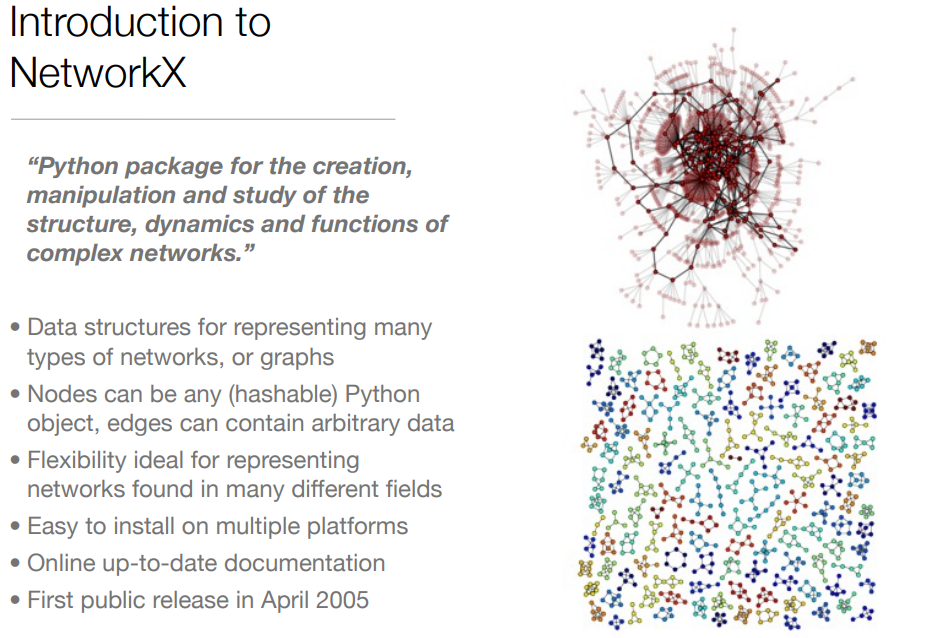 Introduction to
NetworkX
“Python package for the creation,
manipulation and study of the
structure, dynamics and functions of
complex networks.”
• Data structures for representing many
types of networks, or graphs
• Nodes can be any (hashable) Python
object, edges can contain arbitrary data
• Flexibility ideal for representing
networks found in many different fields
• Easy to install on multiple platforms
• Online up-to-date documentation
• First public release in April 2005